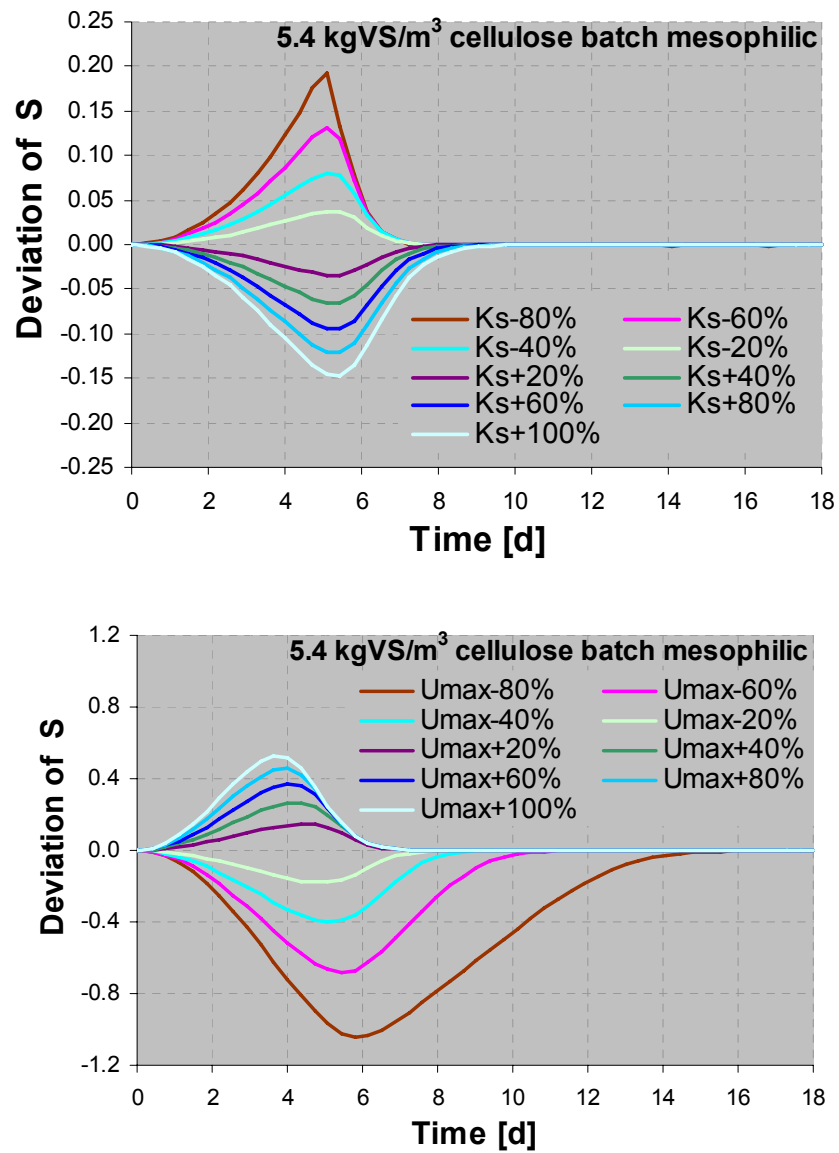 5.4 kgVS/m³ cellulose batch mesophilic
Deviation of S
0.25
0.20
0.15
0.10
0.05
0.00
-0.05
-0.10
-0.15
-0.20
-0.25
Ks-80% Ks-60%
Ks-40% Ks-20%
Ks+20% Ks+40%
Ks+60% Ks+80%
Ks+100%
0 2 4 6 8 10 12 14 16 18
Time [d]
5.4 kgVS/m³ cellulose batch mesophilic
Deviation of S
1.2
0.8
0.4
0.0
-0.4
-0.8
-1.2
Umax-80% Umax-60%
Umax-40% Umax-20%
Umax+20% Umax+40%
Umax+60% Umax+80%
Umax+100%
0 2 4 6 8 10 12 14 16 18
Time [d]